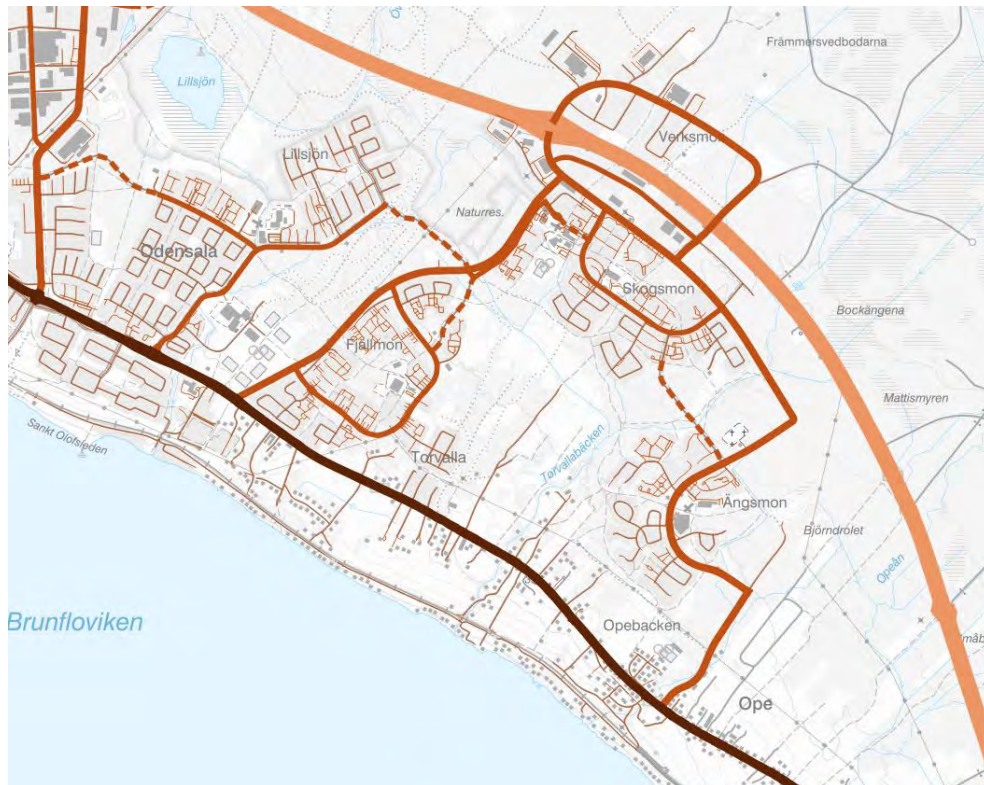 Främmersvedbodarna
Lillsjön
Verksmon
Lillsjön
Naturres.
Odensala
Skogsmon
Bockängena
Fjällmon
Mattismyren
Sankt Olofsleden
Torvallabäcken
Torvalla
Ängsmon
Björndrolet
Opeån
Brunfloviken
Opebacken
Ope